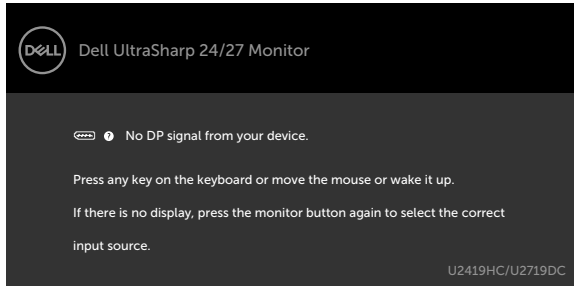 DELL
Dell UltraSharp 24/27 Monitor
? No DP signal from your device.
Press any key on the keyboard or move the mouse or wake it up.
If there is no display, press the monitor button again to select the correct
input source.
U2419HC/U2719DC